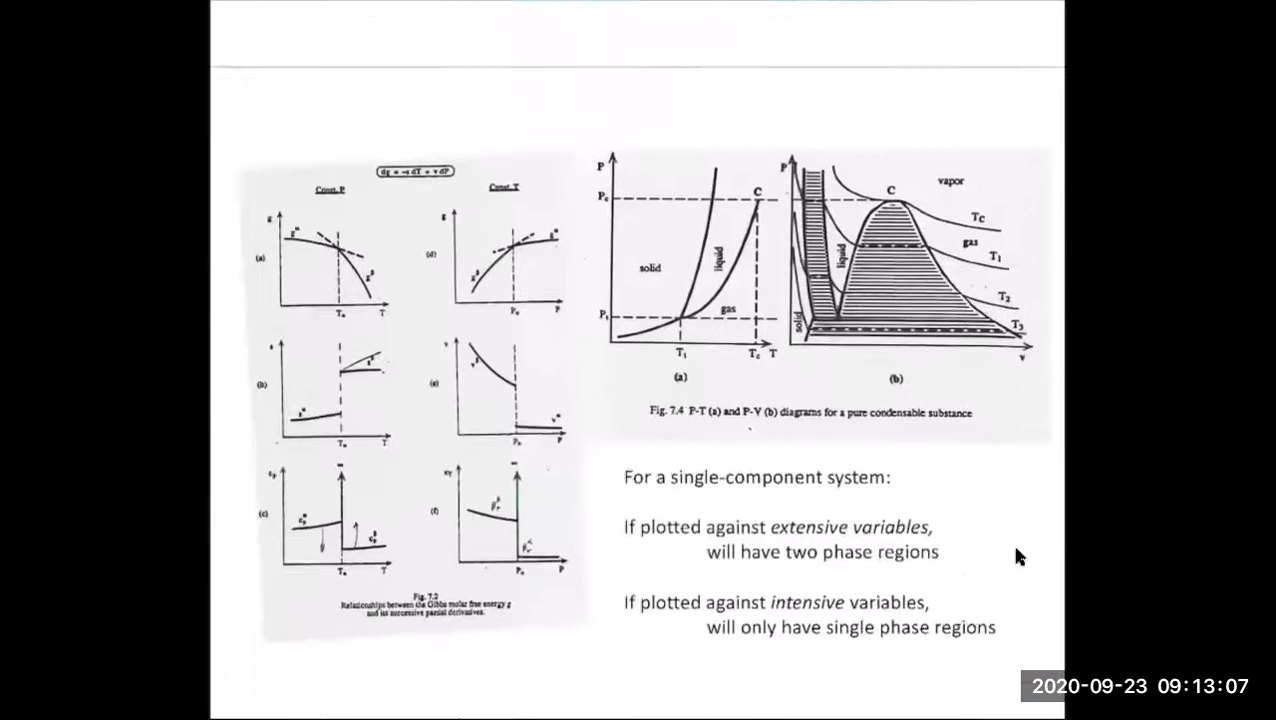 dg = -s dT + v dP
Const. P
Const. T
g
g
(a)
(d)
T
P
s
v
(b)
(e)
T
P
∞
∞
(c)
(f)
T
P
Fig. 7.2
Relationships between the Gibbs molar free energy g
and its successive partial derivatives.
P
Pc
C
solid
liquid
gas
Pt
Tt
Tc
T
(a)
P
C
vapor
Tc
gas
T1
liquid
T2
solid
T3
v
(b)
Fig. 7.4 P-T (a) and P-V (b) diagrams for a pure condensable substance
For a single-component system:
If plotted against extensive variables,
will have two phase regions
If plotted against intensive variables,
will only have single phase regions
2020-09-23 09:13:07